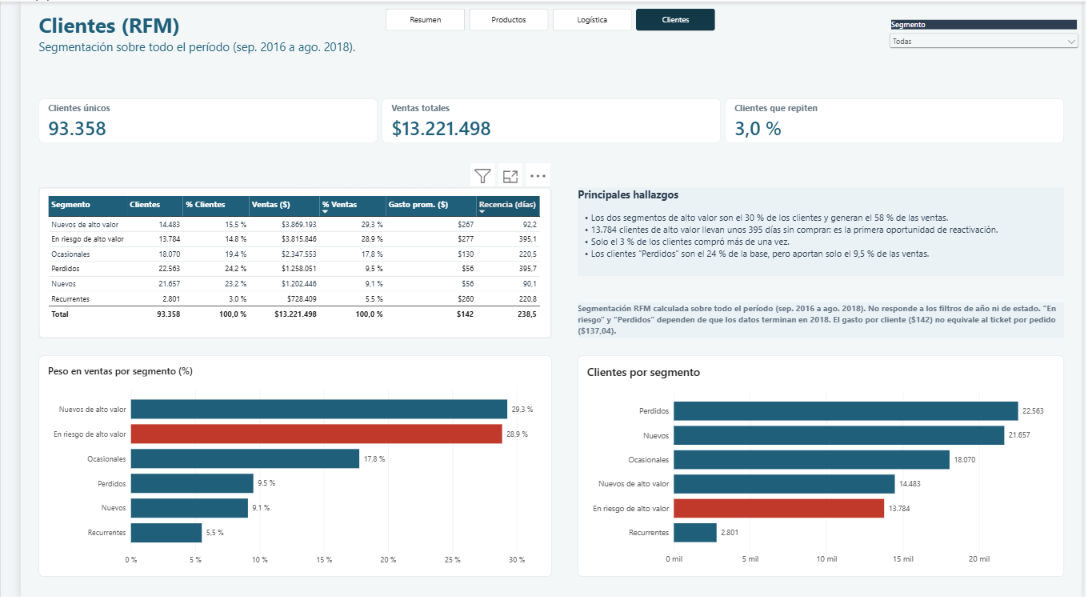 Clientes (RFM)
Segmentación sobre todo el período (sep. 2016 a ago. 2018).
Resumen
Productos
Logística
Clientes
Segmento
Todas
Clientes únicos
93.358
Ventas totales
$13.221.498
Clientes que repiten
3,0 %
Segmento Clientes % Clientes Ventas ($) % Ventas Gasto prom. ($) Recencia (días)
Nuevos de alto valor 14.483 15,5 % $3.869.193 29,3 % $267 92,2
En riesgo de alto valor 13.784 14,8 % $3.815.846 28,9 % $277 395,1
Ocasionales 18.070 19,4 % $2.347.553 17,8 % $130 220,5
Perdidos 22.563 24,2 % $1.258.051 9,5 % $56 395,7
Nuevos 21.657 23,2 % $1.202.446 9,1 % $56 90,1
Recurrentes 2.801 3,0 % $728.409 5,5 % $260 220,8
Total 93.358 100,0 % $13.221.498 100,0 % $142 238,5
Principales hallazgos
• Los dos segmentos de alto valor son el 30 % de los clientes y generan el 58 % de las ventas.
• 13.784 clientes de alto valor llevan unos 395 días sin comprar: es la primera oportunidad de reactivación.
• Solo el 3 % de los clientes compró más de una vez.
• Los clientes "Perdidos" son el 24 % de la base, pero aportan solo el 9,5 % de las ventas.
Segmentación RFM calculada sobre todo el período (sep. 2016 a ago. 2018). No responde a los filtros de año ni de estado. "En
riesgo" y "Perdidos" dependen de que los datos terminan en 2018. El gasto por cliente ($142) no equivale al ticket por pedido
($137,04).
Peso en ventas por segmento (%)
Nuevos de alto valor 29,3 %
En riesgo de alto valor 28,9 %
Ocasionales 17,8 %
Perdidos 9,5 %
Nuevos 9,1 %
Recurrentes 5,5 %
0 % 5 % 10 % 15 % 20 % 25 % 30 %
Clientes por segmento
Perdidos 22.563
Nuevos 21.657
Ocasionales 18.070
Nuevos de alto valor 14.483
En riesgo de alto valor 13.784
Recurrentes 2.801
0 mil 5 mil 10 mil 15 mil 20 mil